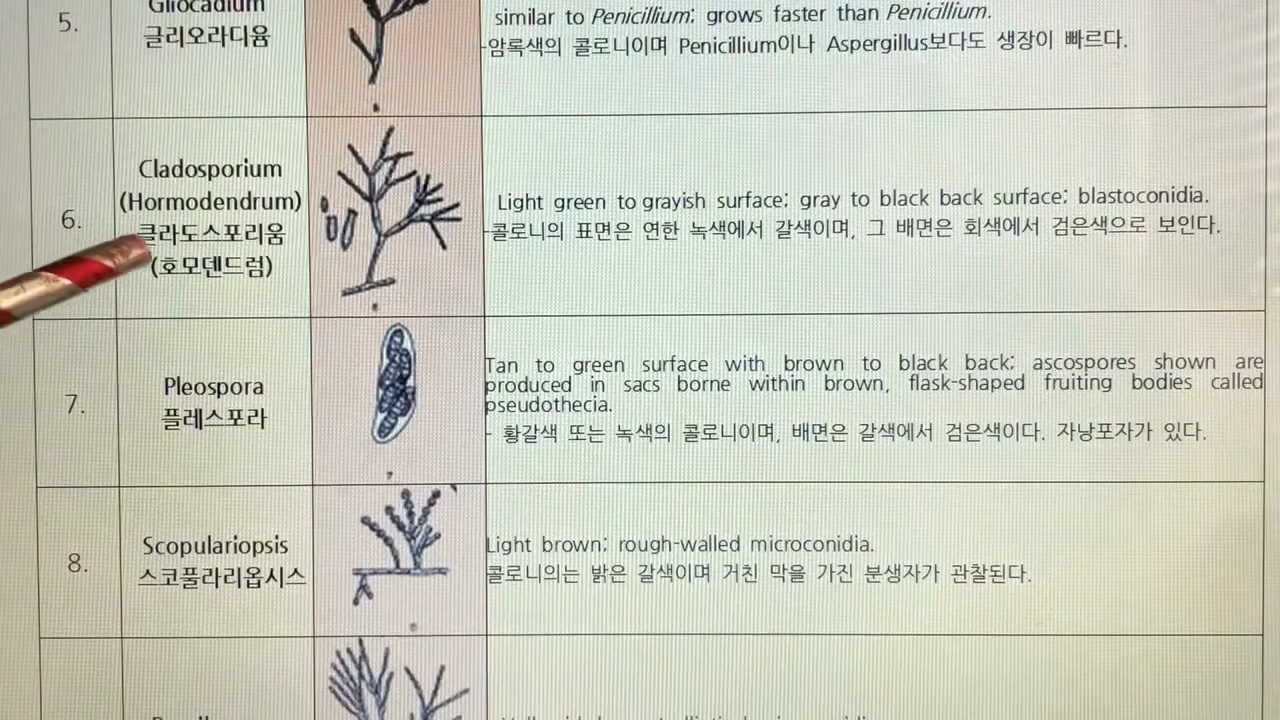 5.
Gliocadium
글리오라디움
similar to Penicillium; grows faster than Penicillium.
-암록색의 콜로니이며 Penicillium이나 Aspergillus보다도 생장이 빠르다.
6.
Cladosporium
(Hormodendrum)
클라도스포리움
(호모덴드럼)
Light green to grayish surface; gray to black back surface; blastoconidia.
-콜로니의 표면은 연한 녹색에서 갈색이며, 그 배면은 회색에서 검은색으로 보인다.
7.
Pleospora
플레스포라
Tan to green surface with brown to black back; ascospores shown are
produced in sacs borne within brown, flask-shaped fruiting bodies called
pseudothecia.
- 황갈색 또는 녹색의 콜로니이며, 배면은 갈색에서 검은색이다. 자낭포자가 있다.
8.
Scopulariopsis
스코풀라리옵시스
Light brown; rough-walled microconidia.
콜로니의는 밝은 갈색이며 거친 막을 가진 분생자가 관찰된다.